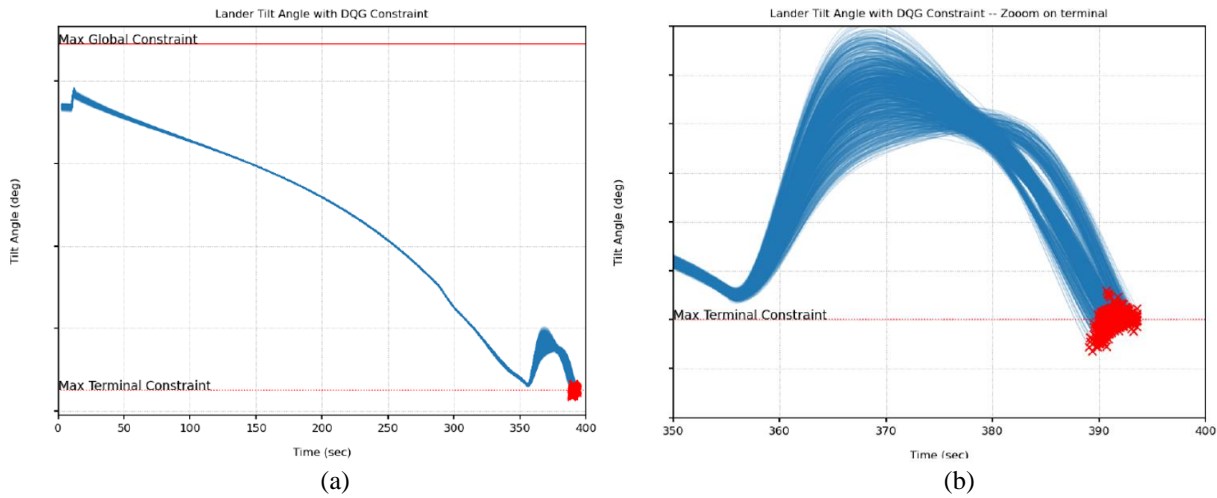 Lander Tilt Angle with DQG Constraint
Max Global Constraint
Tilt Angle (deg)
Max Terminal Constraint
0 50 100 150 200 250 300 350 400
Time (sec)
(a)
Lander Tilt Angle with DQG Constraint -- Zooom on terminal
Tilt Angle (deg)
Max Terminal Constraint
350 360 370 380 390 400
Time (sec)
(b)